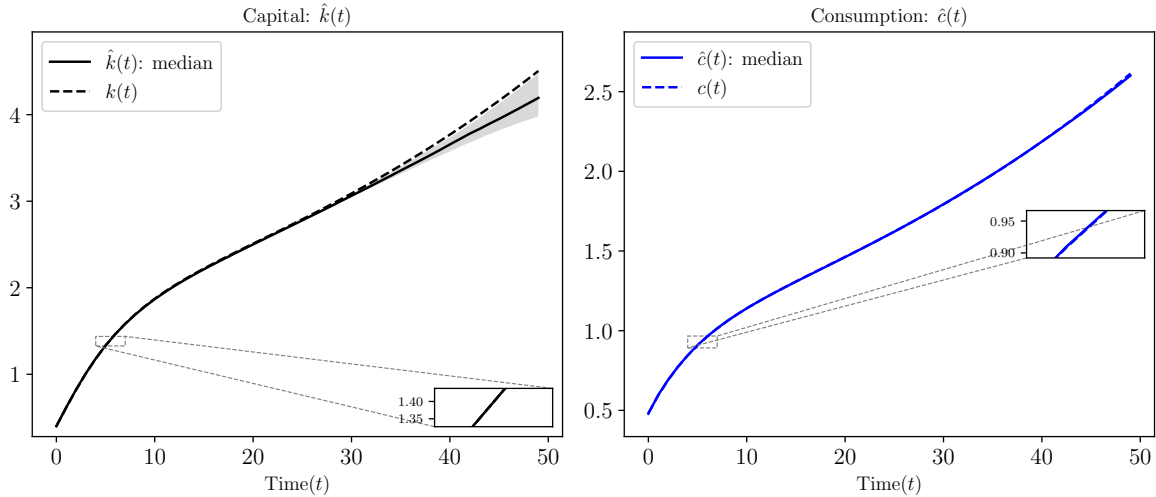 Capital: k̂(t)
k̂(t): median
k(t)
4
3
2
1
1.40
1.35
0 10 20 30 40 50
Time(t)
Consumption: ĉ(t)
ĉ(t): median
c(t)
2.5
2.0
1.5
1.0
0.5
0.95
0.90
0 10 20 30 40 50
Time(t)